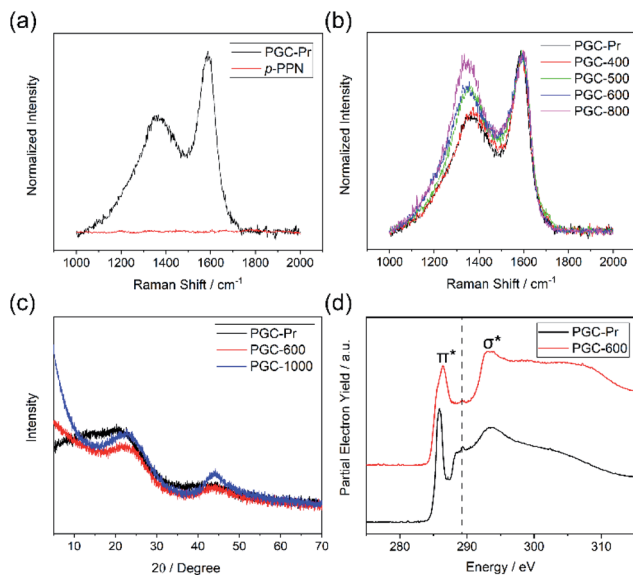 (a)
PGC-Pr
p-PPN
Normalized Intensity
1000 1200 1400 1600 1800 2000
Raman Shift / cm-1
(b)
PGC-Pr
PGC-400
PGC-500
PGC-600
PGC-800
Normalized Intensity
1000 1200 1400 1600 1800 2000
Raman Shift / cm-1
(c)
PGC-Pr
PGC-600
PGC-1000
Intensity
10 20 30 40 50 60 70
2θ / Degree
(d)
PGC-Pr
PGC-600
π*
σ*
Partial Electron Yield / a.u.
280 290 300 310
Energy / eV